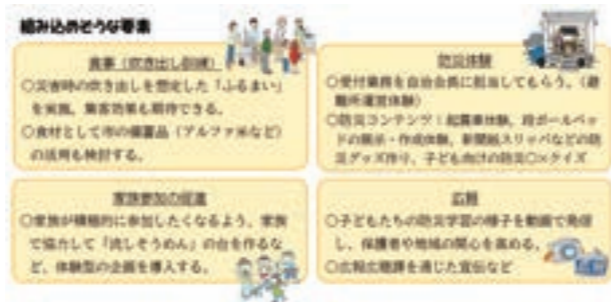 組み込めそうな要素
食事（炊き出し訓練）
○災害時の炊き出しを想定した「ふるまい」
を実施。集客効果も期待できる。
○食材として市の備蓄品（アルファ米など）
の活用も検討する。
防災体験
○受付業務を自治会長に担当してもらう。（避
難所運営体験）
○防災コンテンツ：起震車体験、段ボールベ
ッドの展示・作成体験、新聞紙スリッパなどの防
災グッズ作り、子ども向けの防災○×クイズ
家族参加の促進
○家族が積極的に参加したくなるよう、家族
で協力して「流しそうめん」の台を作るな
ど、体験型の企画を導入する。
広報
○子どもたちの防災学習の様子を動画で発信
し、保護者や地域の関心を高める。
○広報広聴課を通じた宣伝など